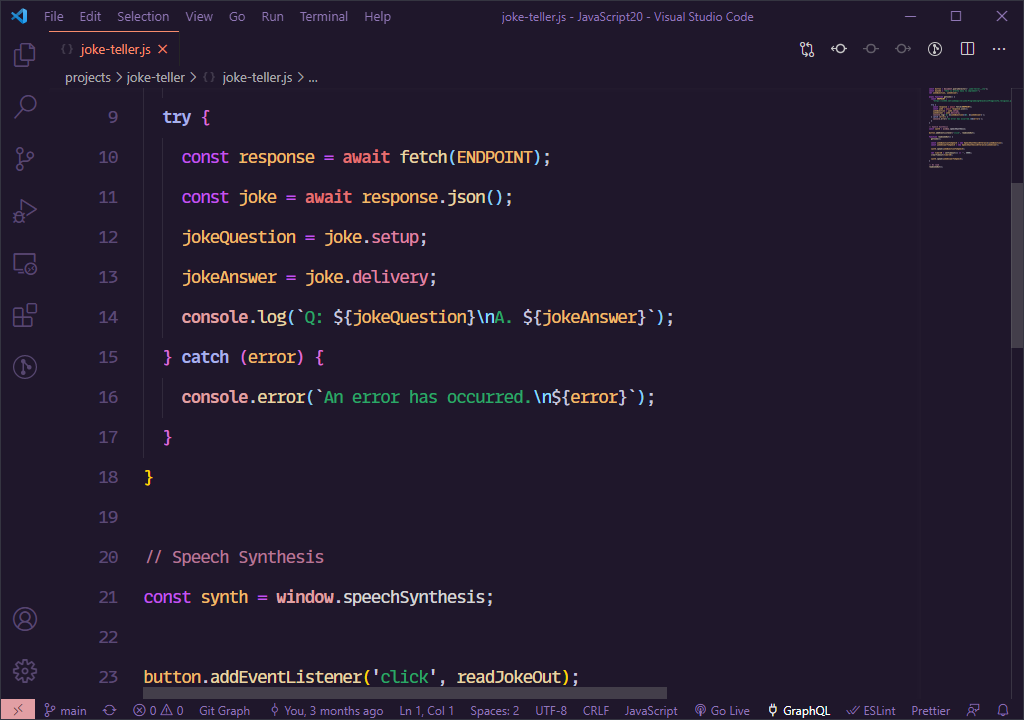 File Edit Selection View Go Run Terminal Help joke-teller.js - JavaScript20 - Visual Studio Code
{} joke-teller.js
projects > joke-teller > {} joke-teller.js > ...
9 try {
10 const response = await fetch(ENDPOINT);
11 const joke = await response.json();
12 jokeQuestion = joke.setup;
13 jokeAnswer = joke.delivery;
14 console.log(`Q: ${jokeQuestion}\nA. ${jokeAnswer}`);
15 } catch (error) {
16 console.error(`An error has occurred.\n${error}`);
17 }
18 }
19
20 // Speech Synthesis
21 const synth = window.speechSynthesis;
22
23 button.addEventListener('click', readJokeOut);
main 0 0 Git Graph You, 3 months ago Ln 1, Col 1 Spaces: 2 UTF-8 CRLF JavaScript Go Live GraphQL ESLint Prettier